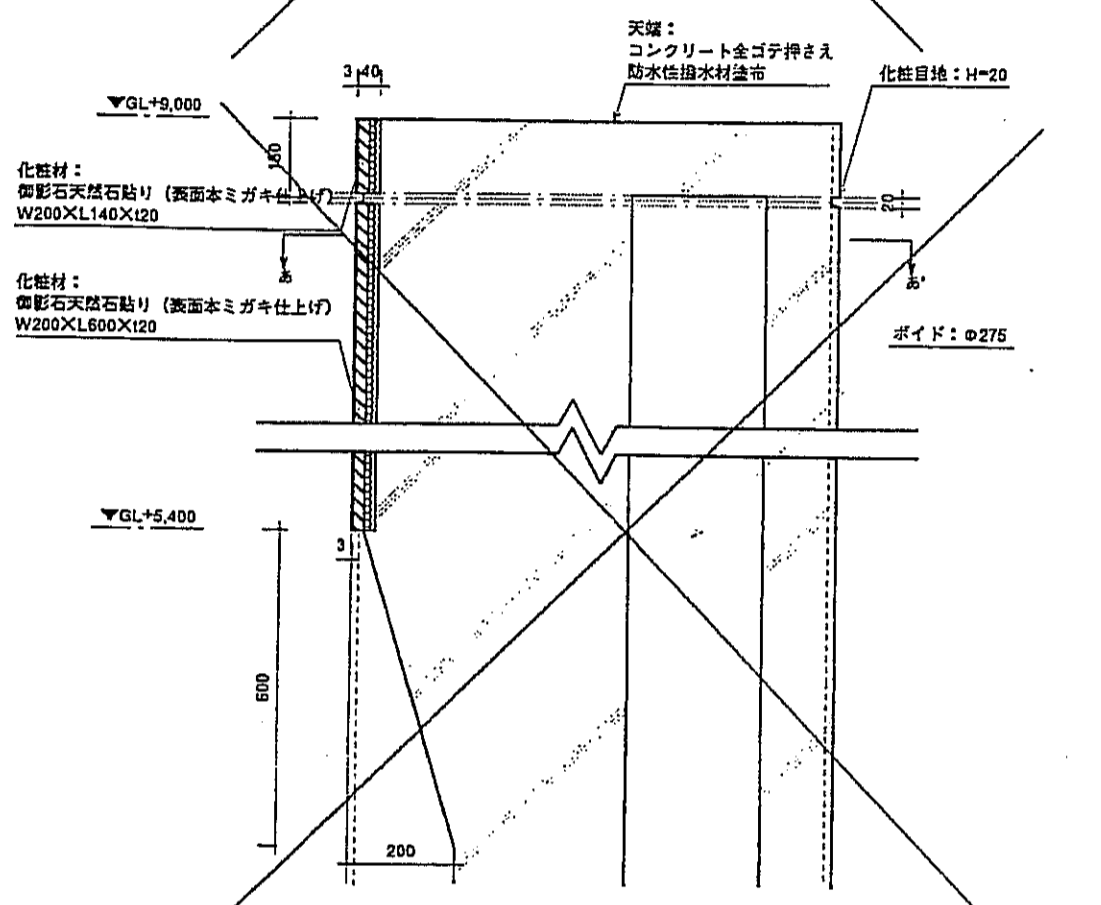 天端：
コンクリート全ゴテ押さえ
防水性撥水材塗布
化粧目地：H=20
3 40
▼GL+9,000
150
化粧材：
御影石天然石貼り（表面本ミガキ仕上げ）
W200×L140×t20
20
あ
あ'
化粧材：
御影石天然石貼り（表面本ミガキ仕上げ）
W200×L600×t20
ボイド：Φ275
▼GL+5,400
3
600
200